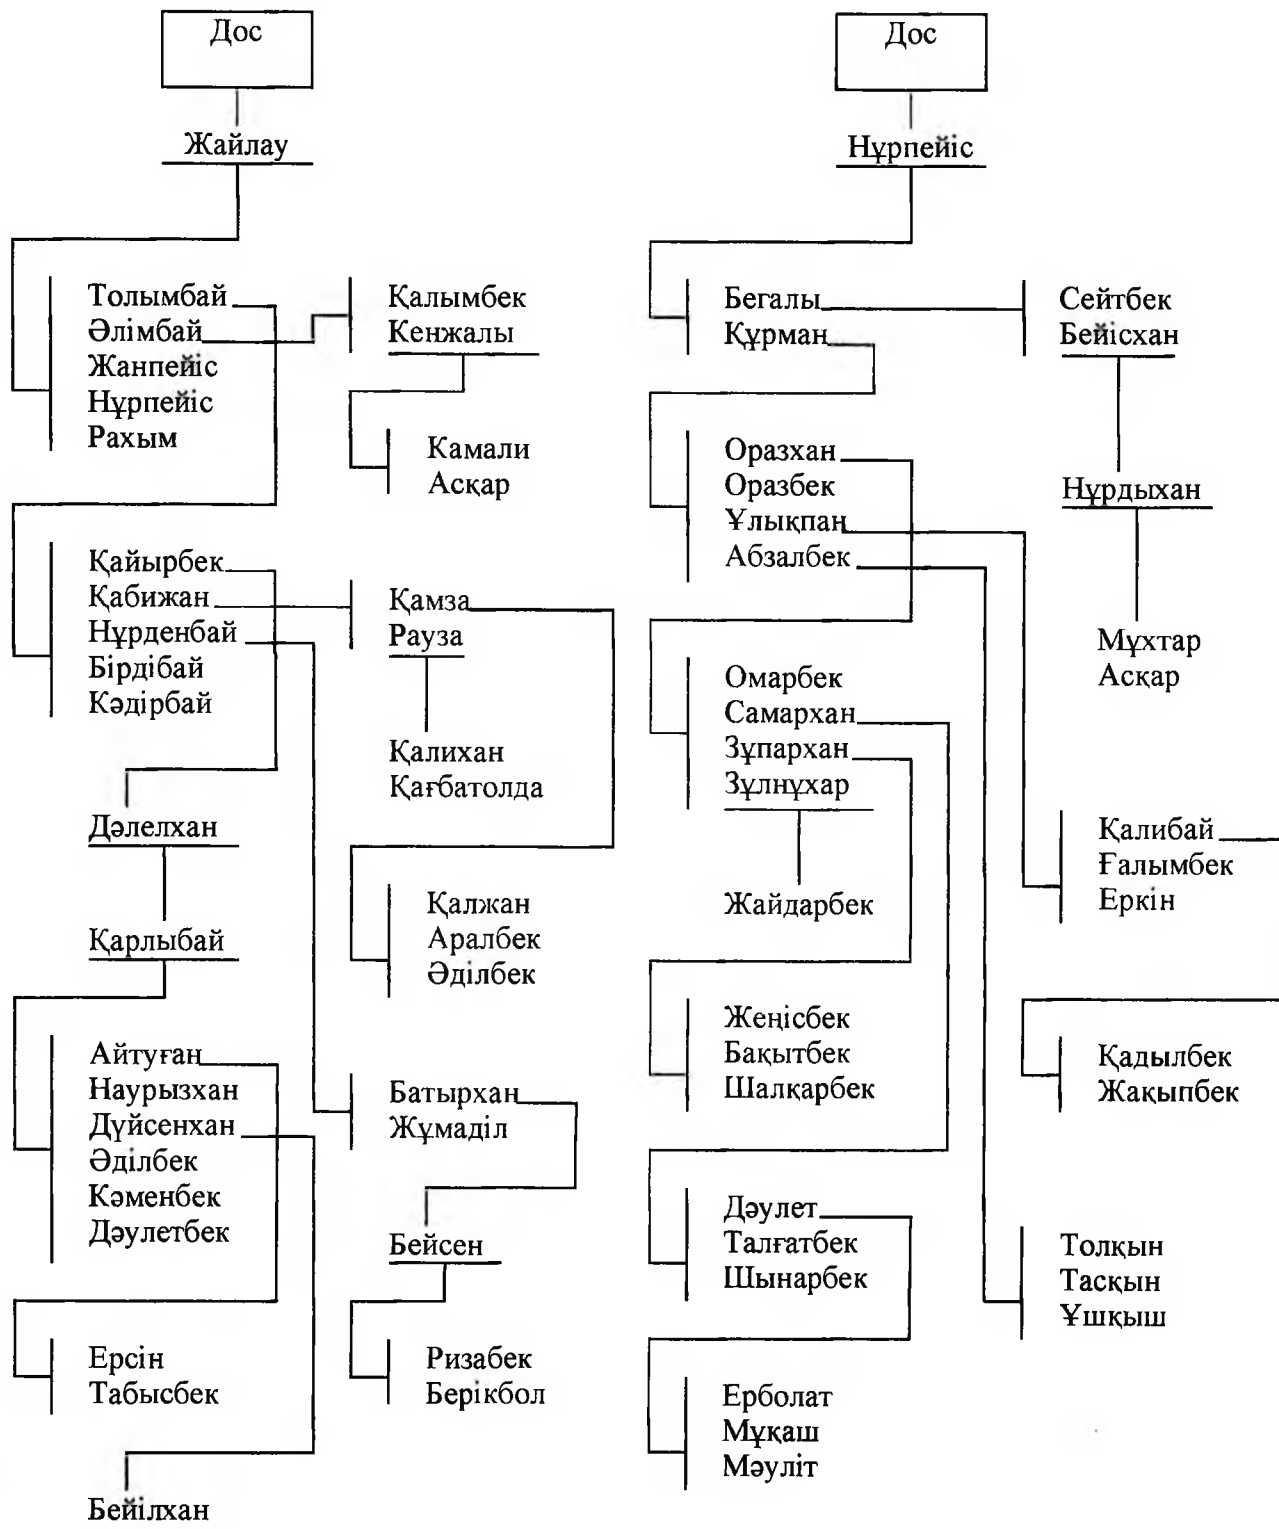 Дос
Жайлау
Толымбай
Әлімбай
Жанпейіс
Нұрпейіс
Рахым
Қалымбек
Кенжалы
Камали
Асқар
Қайырбек
Қабижан
Нұрденбай
Бірдібай
Кәдірбай
Қамза
Рауза
Қалихан
Қағбатолда
Дәлелхан
Қарлыбай
Қалжан
Аралбек
Әділбек
Айтуған
Наурызхан
Дүйсенхан
Әділбек
Кәменбек
Дәулетбек
Батырхан
Жұмаділ
Бейсен
Ерсін
Табысбек
Ризабек
Берікбол
Бейілхан
Дос
Нұрпейіс
Бегалы
Құрман
Сейтбек
Бейісхан
Оразхан
Оразбек
Ұлықпан
Абзалбек
Нұрдыхан
Мұхтар
Асқар
Омарбек
Самархан
Зұпархан
Зұлнұхар
Жайдарбек
Қалибай
Ғалымбек
Еркін
Жеңісбек
Бақытбек
Шалқарбек
Қадылбек
Жақыпбек
Дәулет
Талғатбек
Шынарбек
Толқын
Тасқын
Ұшқыш
Ерболат
Мұқаш
Мәуліт